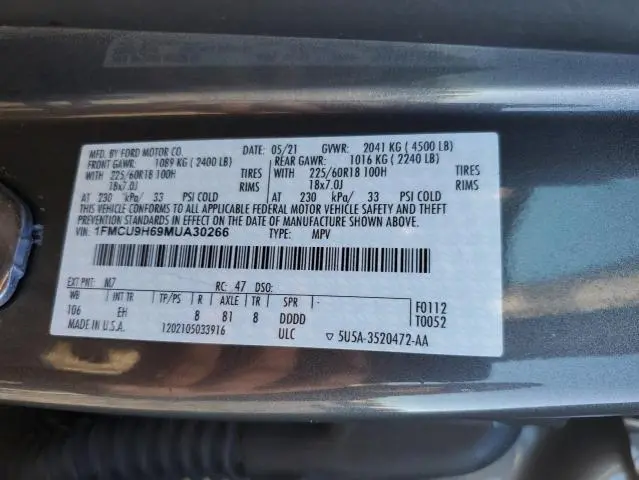 MFD. BY FORD MOTOR CO. DATE: 05/21 GVWR: 2041 KG ( 4500 LB)
FRONT GAWR: 1089 KG ( 2400 LB) REAR GAWR: 1016 KG ( 2240 LB)
WITH 225/60R18 100H TIRES WITH 225/60R18 100H TIRES
18x7.0J RIMS 18x7.0J RIMS
AT 230 kPa/ 33 PSI COLD AT 230 kPa/ 33 PSI COLD
THIS VEHICLE CONFORMS TO ALL APPLICABLE FEDERAL MOTOR VEHICLE SAFETY, BUMPER, AND THEFT
PREVENTION STANDARDS IN EFFECT ON THE DATE OF MANUFACTURE SHOWN ABOVE.
VIN: 1FMCU9H69MUA30266 TYPE: MPV
EXT PNT: M7 RC: 47 DSO:
WB INT TR TP/PS R AXLE TR SPR F0112
106 EH 8 81 8 DDDD T0052
MADE IN U.S.A. 1202105033916 ULC ▽ 5U5A-3520472-AA